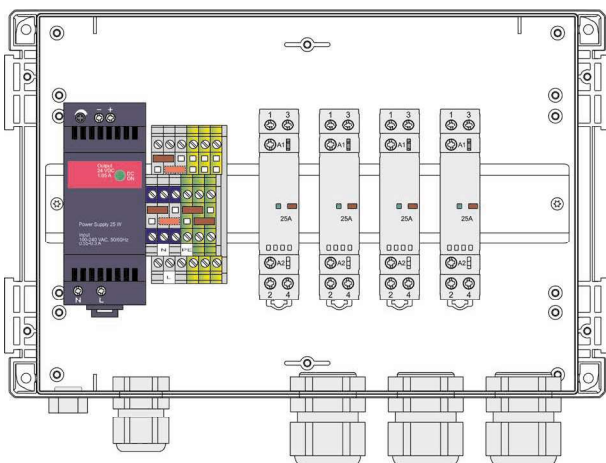 − +
Output
24 VDC
DC
ON
Power Supply 25 W
Input
100-240 VAC, 50/60Hz
N L
N PE
L
1 3 1 3 1 3 1 3
A1 A1 A1 A1
25A 25A 25A 25A
A2 A2 A2 A2
2 4 2 4 2 4 2 4